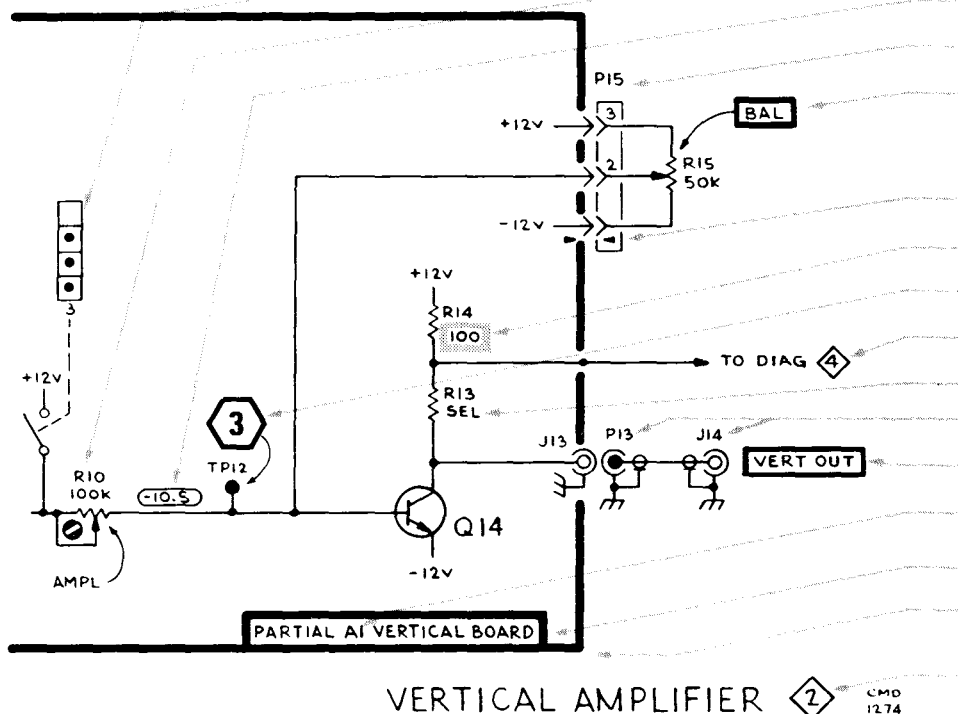 P15
+12V
3
BAL
2
R15
50K
-12V
3
+12V
R14
100
TO DIAG 4
+12V
R13
SEL
3
J13
P13
J14
VERT OUT
TP12
R10
100K
-10.5
Q14
AMPL
-12V
PARTIAL A1 VERTICAL BOARD
VERTICAL AMPLIFIER 2
CMD
1274